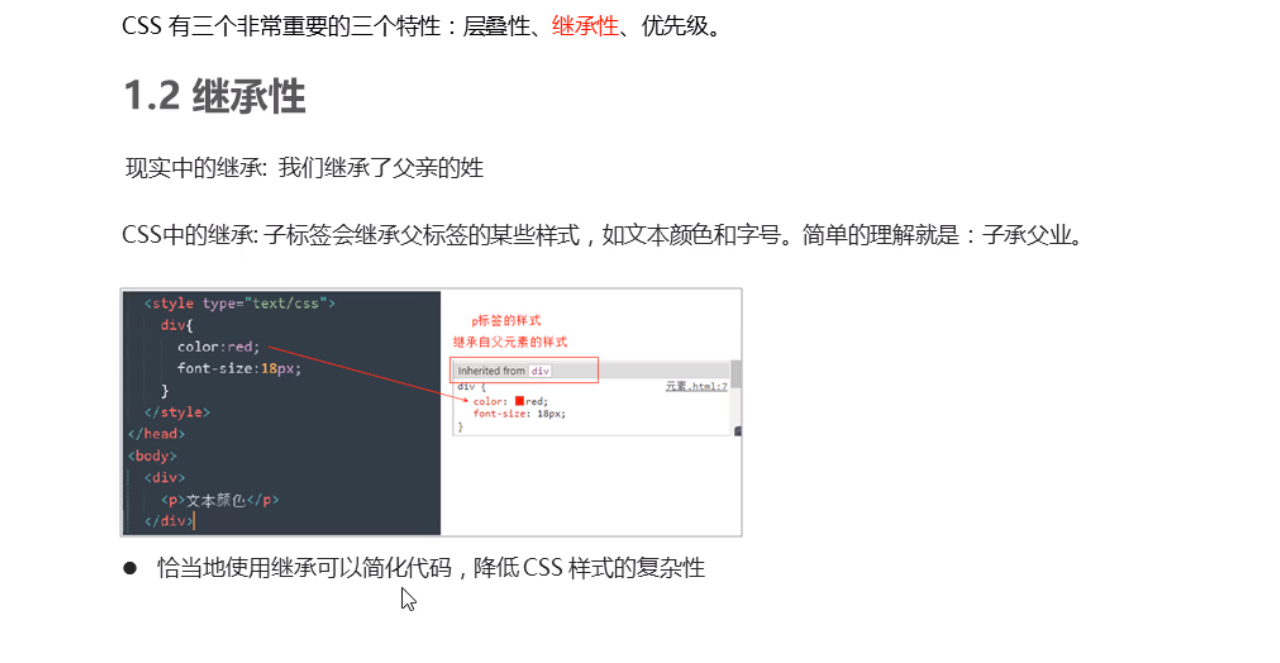 CSS 有三个非常重要的三个特性：层叠性、继承性、优先级。
1.2 继承性
现实中的继承: 我们继承了父亲的姓
CSS中的继承: 子标签会继承父标签的某些样式，如文本颜色和字号。简单的理解就是：子承父业。
<style type="text/css">
div{
color:red;
font-size:18px;
}
</style>
</head>
<body>
<div>
<p>文本颜色</p>
</div>
p标签的样式
继承自父元素的样式
Inherited from div
div { 元素.html:7
color: red;
font-size: 18px;
}
● 恰当地使用继承可以简化代码，降低 CSS 样式的复杂性